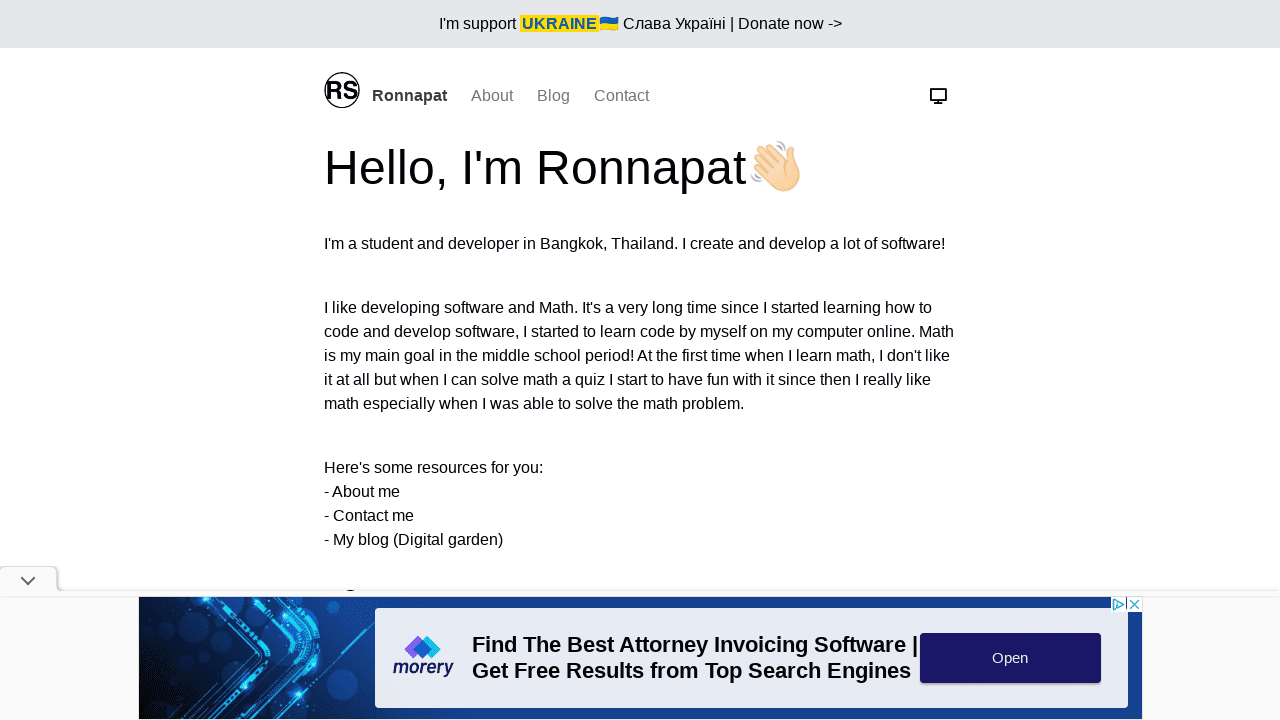 I'm support UKRAINE🇺🇦 Слава Україні | Donate now ->
RS
Ronnapat About Blog Contact
Hello, I'm Ronnapat👋🏻
I'm a student and developer in Bangkok, Thailand. I create and develop a lot of software!
I like developing software and Math. It's a very long time since I started learning how to
code and develop software, I started to learn code by myself on my computer online. Math
is my main goal in the middle school period! At the first time when I learn math, I don't like
it at all but when I can solve math a quiz I start to have fun with it since then I really like
math especially when I was able to solve the math problem.
Here's some resources for you:
- About me
- Contact me
- My blog (Digital garden)
morery
Find The Best Attorney Invoicing Software |
Get Free Results from Top Search Engines
Open